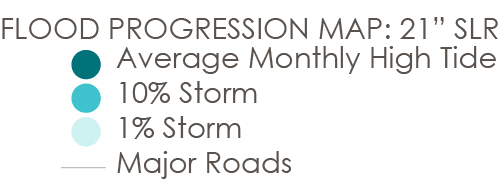 FLOOD PROGRESSION MAP: 21” SLR
Average Monthly High Tide
10% Storm
1% Storm
Major Roads